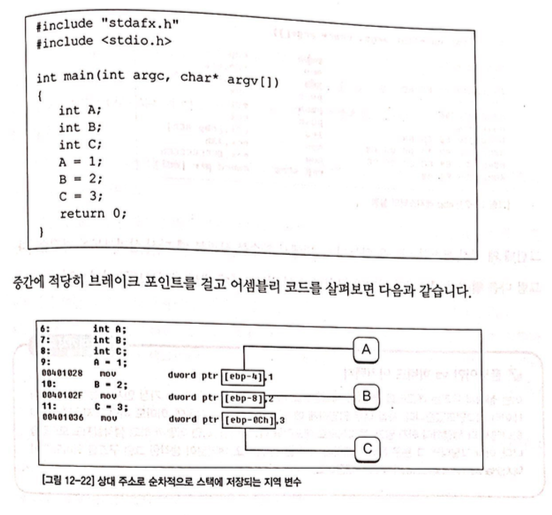 #include "stdafx.h"
#include <stdio.h>
int main(int argc, char* argv[])
{
int A;
int B;
int C;
A = 1;
B = 2;
C = 3;
return 0;
}
중간에 적당히 브레이크 포인트를 걸고 어셈블리 코드를 살펴보면 다음과 같습니다.
6: int A;
7: int B;
8: int C;
9: A = 1;
00401028 mov dword ptr [ebp-4],1
10: B = 2;
0040102F mov dword ptr [ebp-8],2
11: C = 3;
00401036 mov dword ptr [ebp-0Ch],3
A
B
C
[그림 12-22] 상대 주소로 순차적으로 스택에 저장되는 지역 변수